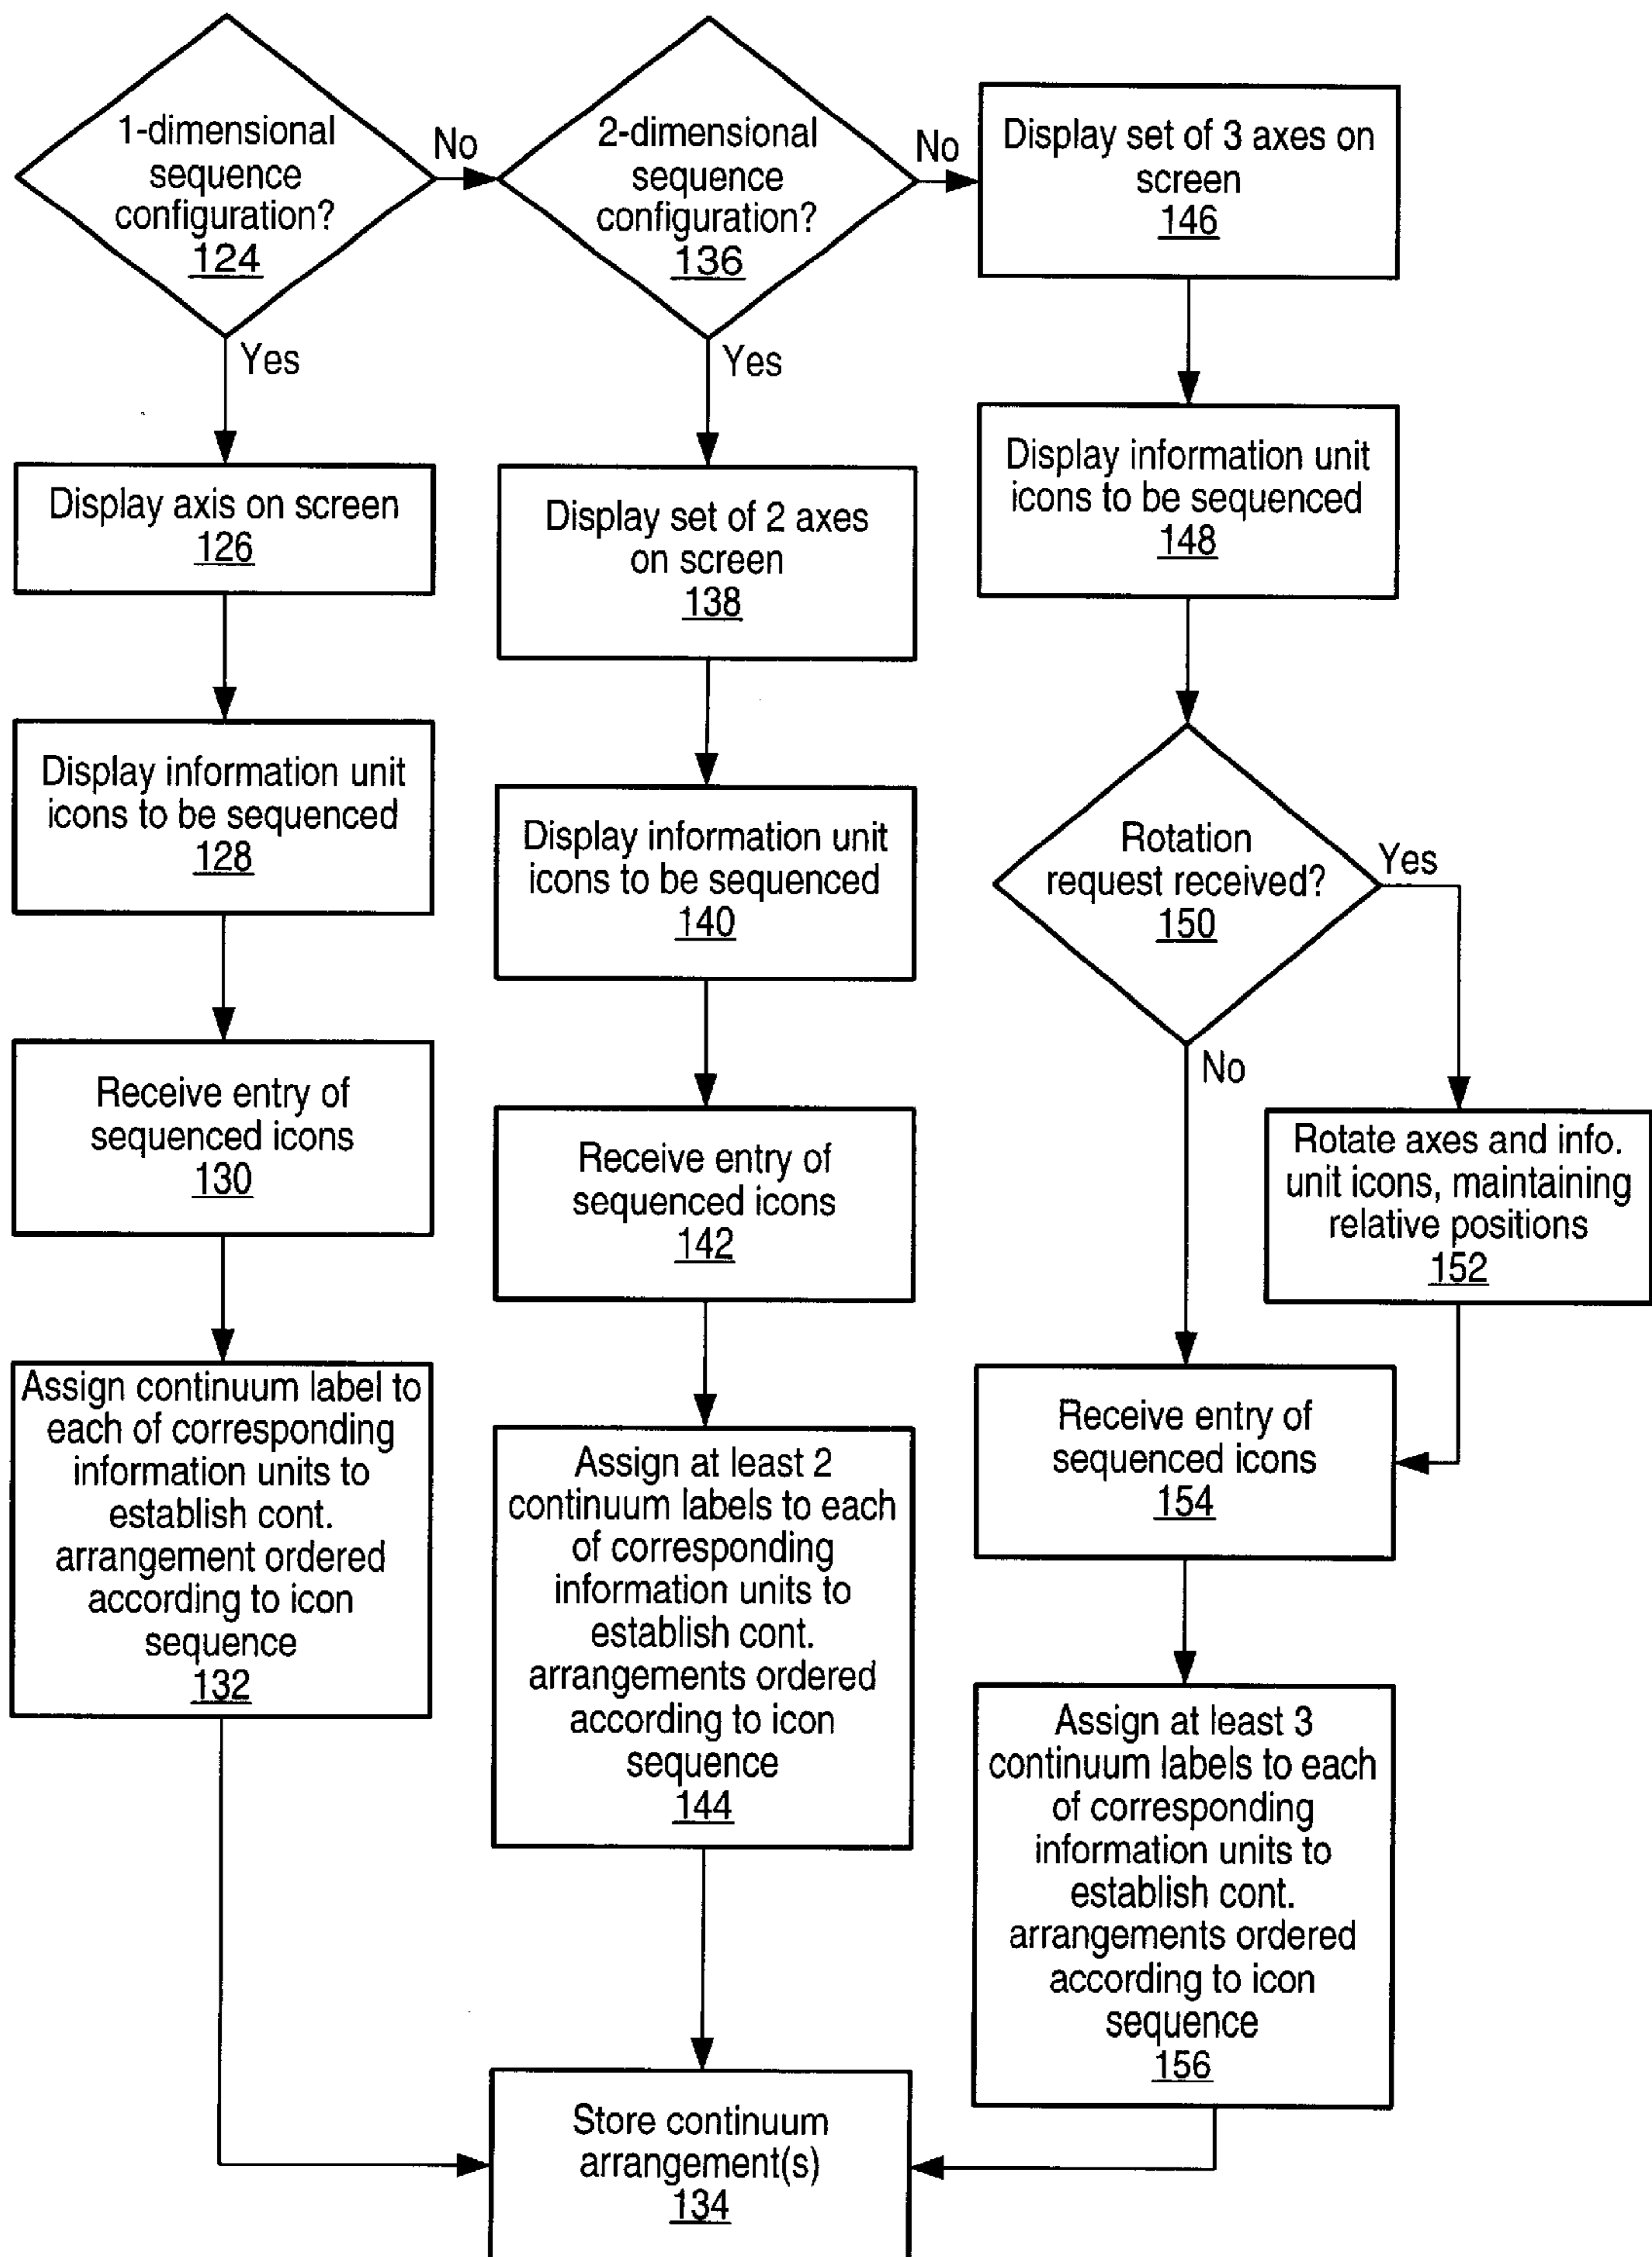 1-dimensional
sequence
configuration?
124
No
Yes
2-dimensional
sequence
configuration?
136
No
Yes
Display set of 3 axes on
screen
146
Display axis on screen
126
Display information unit
icons to be sequenced
128
Receive entry of
sequenced icons
130
Assign continuum label to
each of corresponding
information units to
establish cont.
arrangement ordered
according to icon
sequence
132
Display set of 2 axes
on screen
138
Display information unit
icons to be sequenced
140
Receive entry of
sequenced icons
142
Assign at least 2
continuum labels to each
of corresponding
information units to
establish cont.
arrangements ordered
according to icon
sequence
144
Display information unit
icons to be sequenced
148
Rotation
request received?
150
Yes
No
Rotate axes and info.
unit icons, maintaining
relative positions
152
Receive entry of
sequenced icons
154
Assign at least 3
continuum labels to each
of corresponding
information units to
establish cont.
arrangements ordered
according to icon
sequence
156
Store continuum
arrangement(s)
134